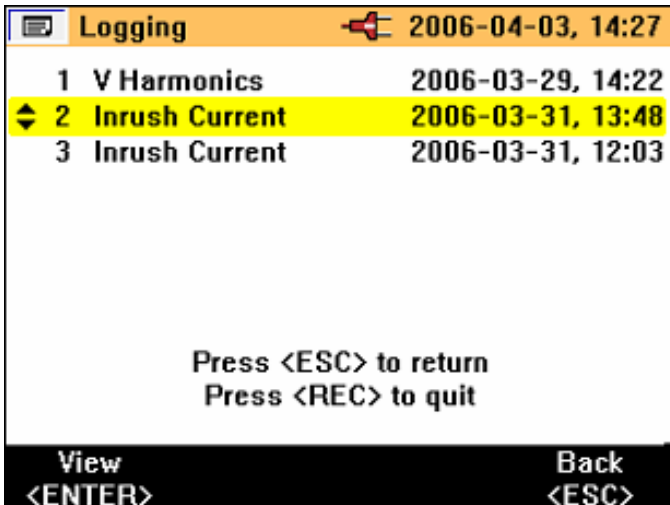 Logging 2006-04-03, 14:27
1 V Harmonics 2006-03-29, 14:22
2 Inrush Current 2006-03-31, 13:48
3 Inrush Current 2006-03-31, 12:03
Press <ESC> to return
Press <REC> to quit
View Back
<ENTER> <ESC>